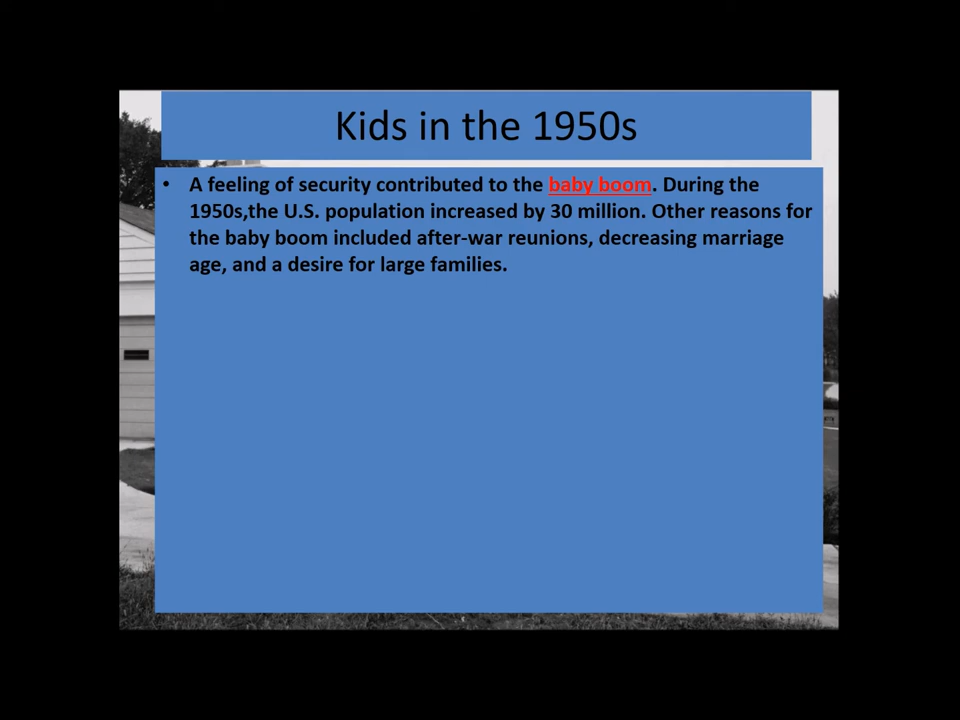 Kids in the 1950s
• A feeling of security contributed to the baby boom. During the
1950s,the U.S. population increased by 30 million. Other reasons for
the baby boom included after-war reunions, decreasing marriage
age, and a desire for large families.